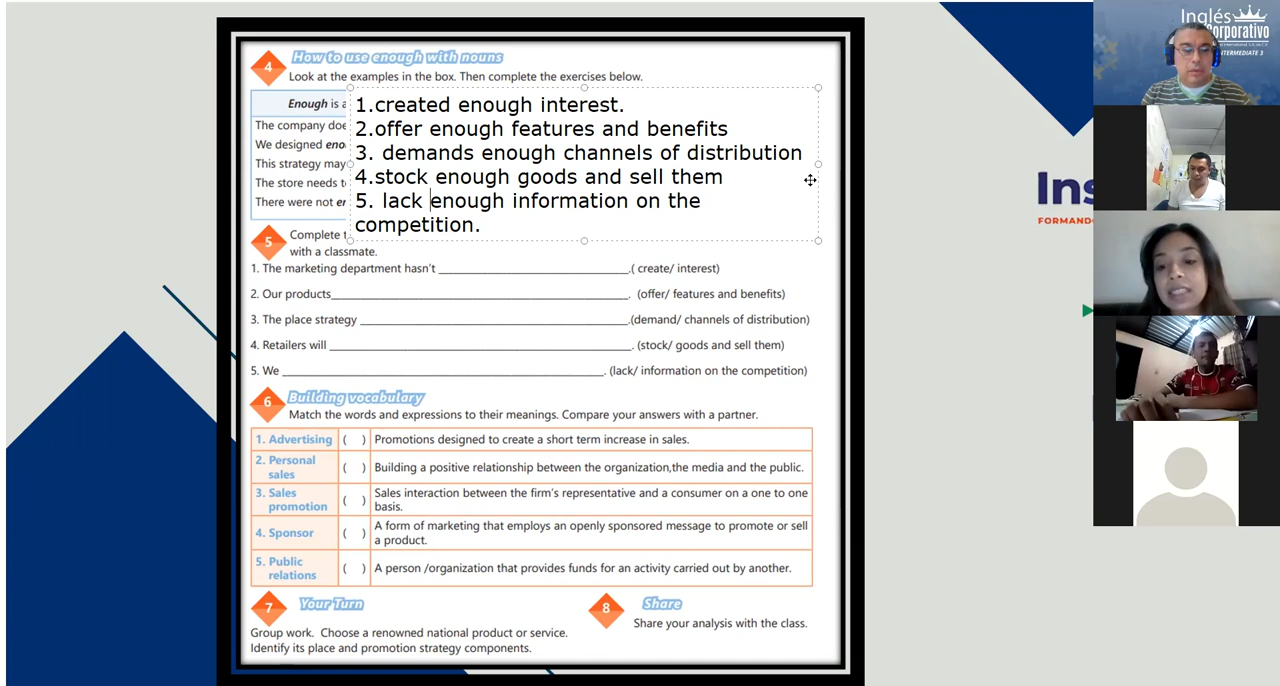 4 How to use enough with nouns
Look at the examples in the box. Then complete the exercises below.
Enough is a
The company doe
We designed eno
This strategy may
The store needs t
There were not e
1.created enough interest.
2.offer enough features and benefits
3. demands enough channels of distribution
4.stock enough goods and sell them
5. lack enough information on the
competition.
5 Complete t
with a classmate.
1. The marketing department hasn't ______________________________.( create/ interest)
2. Our products______________________________. (offer/ features and benefits)
3. The place strategy ______________________________.(demand/ channels of distribution)
4. Retailers will ______________________________. (stock/ goods and sell them)
5. We ______________________________. (lack/ information on the competition)
6 Building vocabulary
Match the words and expressions to their meanings. Compare your answers with a partner.
1. Advertising ( ) Promotions designed to create a short term increase in sales.
2. Personal sales ( ) Building a positive relationship between the organization,the media and the public.
3. Sales promotion ( ) Sales interaction between the firm's representative and a consumer on a one to one
basis.
4. Sponsor ( ) A form of marketing that employs an openly sponsored message to promote or sell
a product.
5. Public relations ( ) A person /organization that provides funds for an activity carried out by another.
7 Your Turn
Group work. Choose a renowned national product or service.
Identify its place and promotion strategy components.
8 Share
Share your analysis with the class.
Ins
FORMANDO
Inglés
Corporativo
INTERMEDIATE 3